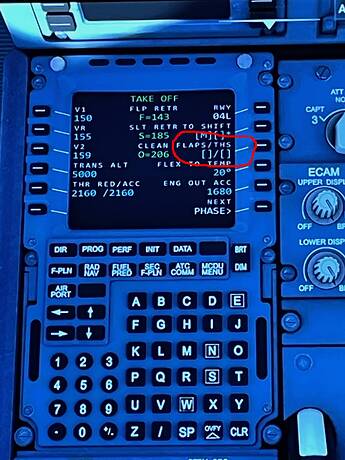 TAKE OFF
V1 FLP RETR RWY
150 F=143 04L
VR SLT RETR TO SHIFT
155 S=185 [M][ ]
V2 CLEAN FLAPS/THS
159 O=206 []/[]
TRANS ALT FLEX TO TEMP
5000 20°
THR RED/ACC ENG OUT ACC
2160 /2160 1680
NEXT
PHASE>
DIR PROG PERF INIT DATA BRT
F-PLN RAD NAV FUEL PRED SEC F-PLN ATC COMM MCDU MENU DIM
AIR PORT
← ↑
→ ↓
A B C D E
F G H I J
K L M N O
P Q R S T
U V W X Y
Z / SP OVFY CLR
1 2 3
4 5 6
7 8 9
. 0 +/-
CAPT
3
ECAM
UPPER DISPL
OFF BR
LOWER DISPL
OFF